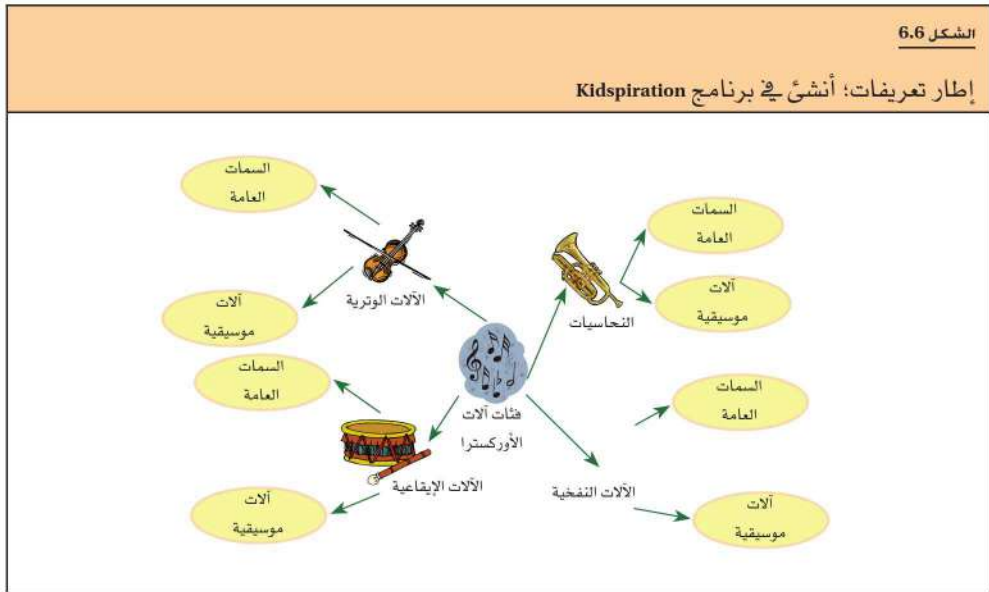 الشكل 6.6
إطار تعريفات؛ أنشئ في برنامج Kidspiration
السمات
العامة
آلات
موسيقية
النحاسيات
السمات
العامة
الآلات الوترية
آلات
موسيقية
فئات آلات
الأوركسترا
السمات
العامة
آلات
موسيقية
الآلات النفخية
السمات
العامة
الآلات الإيقاعية
آلات
موسيقية